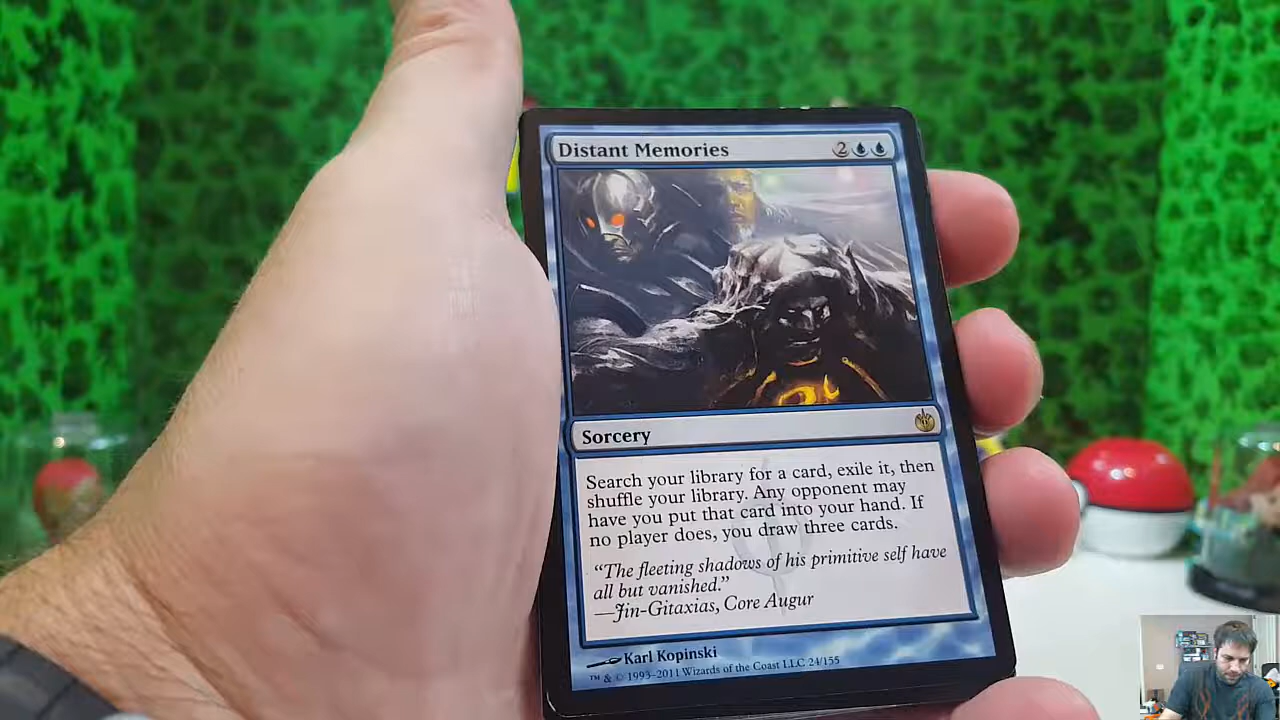 Distant Memories 2
Sorcery
Search your library for a card, exile it, then
shuffle your library. Any opponent may
have you put that card into your hand. If
no player does, you draw three cards.
“The fleeting shadows of his primitive self have
all but vanished.”
—Jin-Gitaxias, Core Augur
Karl Kopinski
™ & © 1993–2011 Wizards of the Coast LLC 24/155